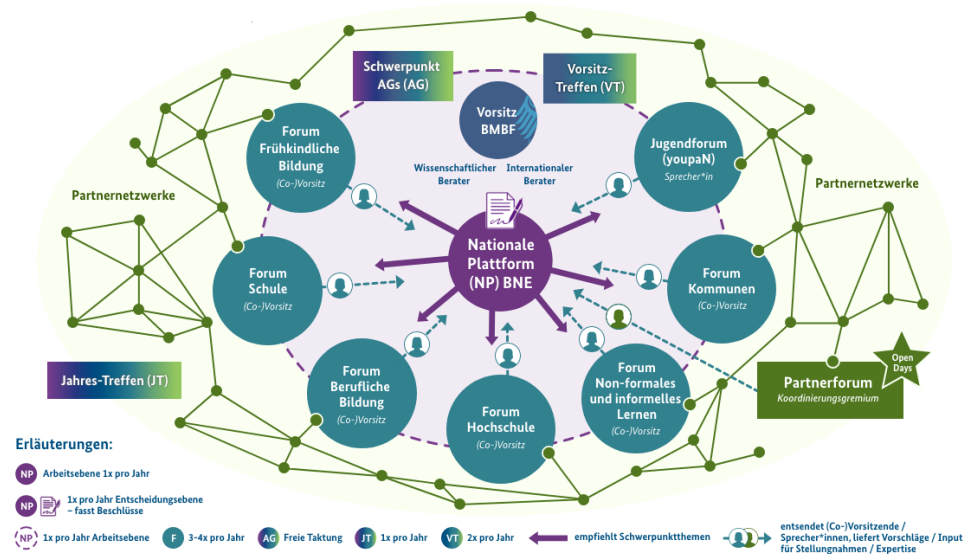 Schwerpunkt
AGs (AG)
Vorsitz-
Treffen (VT)
Vorsitz
BMBF
Wissenschaftlicher
Berater
Internationaler
Berater
Forum
Frühkindliche
Bildung
(Co-)Vorsitz
Jugendforum
(youpaN)
Sprecher*in
Partnernetzwerke
Partnernetzwerke
Nationale
Plattform
(NP) BNE
Forum
Schule
(Co-)Vorsitz
Forum
Kommunen
(Co-)Vorsitz
Jahres-Treffen (JT)
Forum
Berufliche
Bildung
(Co-)Vorsitz
Forum
Hochschule
(Co-)Vorsitz
Forum
Non-formales
und informelles
Lernen
(Co-)Vorsitz
Open
Days
Partnerforum
Koordinierungsgremium
Erläuterungen:
NP Arbeitsebene 1x pro Jahr
NP 1x pro Jahr Entscheidungsebene
– fasst Beschlüsse
NP 1x pro Jahr Arbeitsebene
F 3-4x pro Jahr
AG Freie Taktung
JT 1x pro Jahr
VT 2x pro Jahr
empfiehlt Schwerpunktthemen
entsendet (Co-)Vorsitzende /
Sprecher*innen, liefert Vorschläge / Input
für Stellungnahmen / Expertise